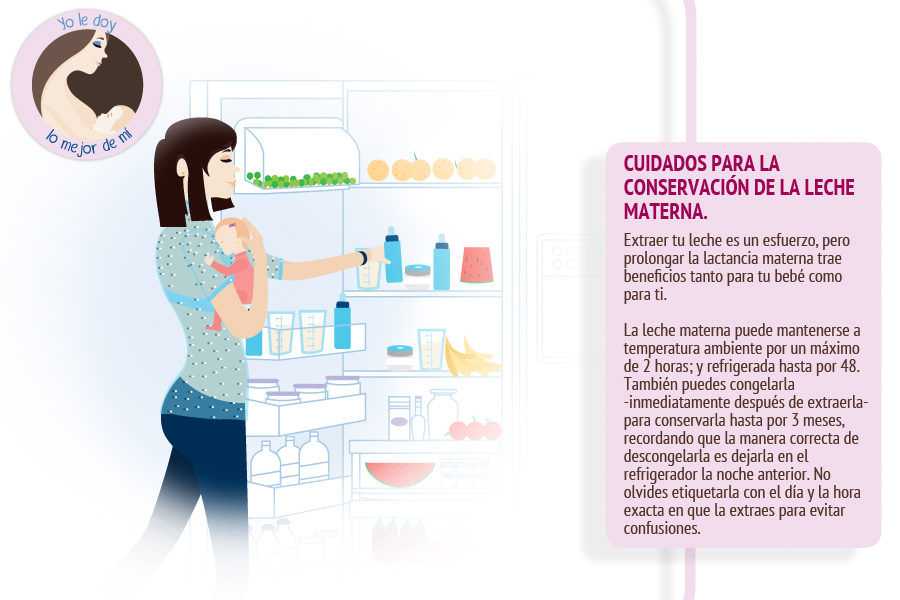 Yo le doy
lo mejor de mí
CUIDADOS PARA LA
CONSERVACIÓN DE LA LECHE
MATERNA.
Extraer tu leche es un esfuerzo, pero
prolongar la lactancia materna trae
beneficios tanto para tu bebé como
para ti.
La leche materna puede mantenerse a
temperatura ambiente por un máximo
de 2 horas; y refrigerada hasta por 48.
También puedes congelarla
-inmediatamente después de extraerla-
para conservarla hasta por 3 meses,
recordando que la manera correcta de
descongelarla es dejarla en el
refrigerador la noche anterior. No
olvides etiquetarla con el día y la hora
exacta en que la extraes para evitar
confusiones.